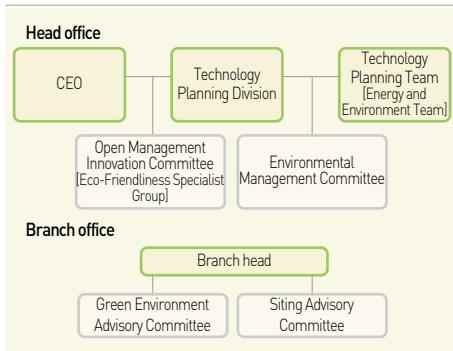 Head office
CEO
Technology
Planning Division
Technology
Planning Team
[Energy and
Environment Team]
Open Management
Innovation Committee
[Eco-Friendliness Specialist
Group]
Environmental
Management Committee
Branch office
Branch head
Green Environment
Advisory Committee
Siting Advisory
Committee